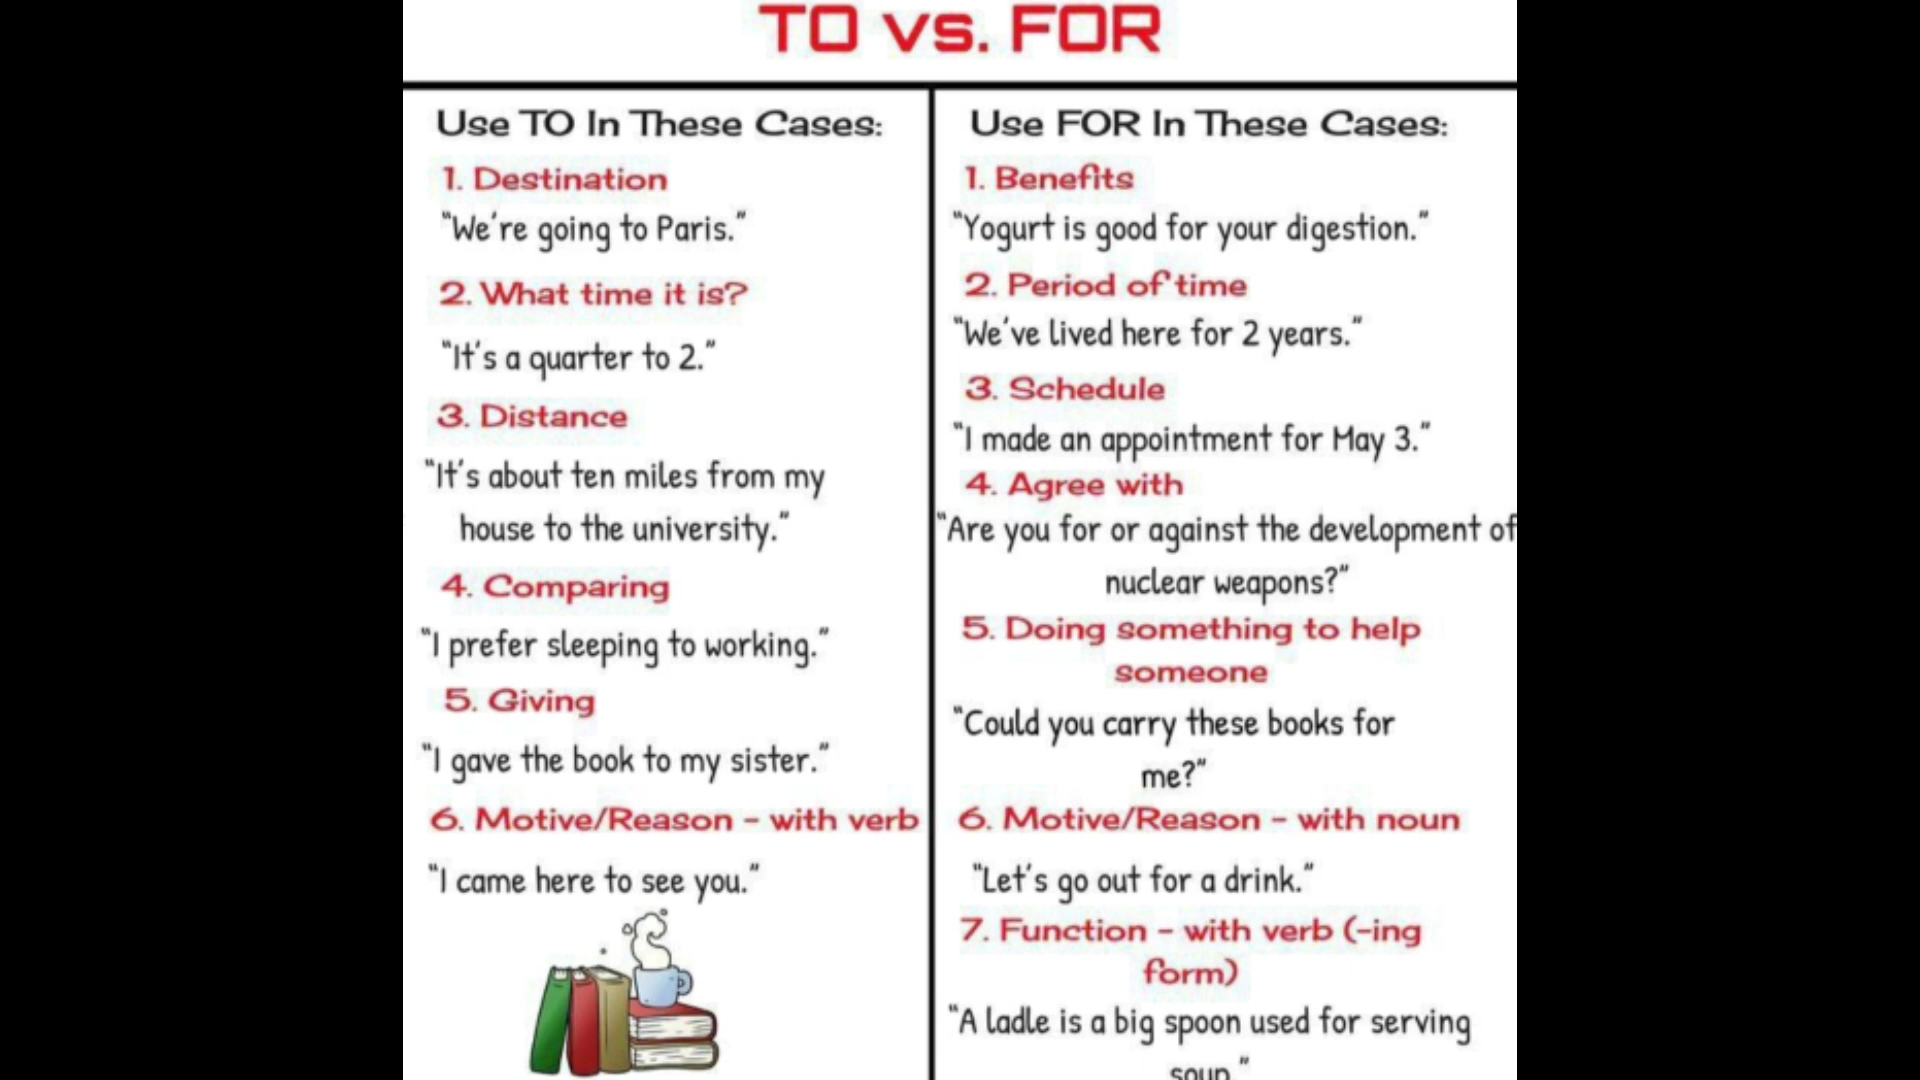 TO vs. FOR
Use TO In These Cases:
1. Destination
"We're going to Paris."
2. What time it is?
"It's a quarter to 2."
3. Distance
"It's about ten miles from my
house to the university."
4. Comparing
"I prefer sleeping to working."
5. Giving
"I gave the book to my sister."
6. Motive/Reason - with verb
"I came here to see you."
Use FOR In These Cases:
1. Benefits
"Yogurt is good for your digestion."
2. Period of time
"We've lived here for 2 years."
3. Schedule
"I made an appointment for May 3."
4. Agree with
"Are you for or against the development of
nuclear weapons?"
5. Doing something to help
someone
"Could you carry these books for
me?"
6. Motive/Reason - with noun
"Let's go out for a drink."
7. Function - with verb (-ing
form)
"A ladle is a big spoon used for serving
soup."